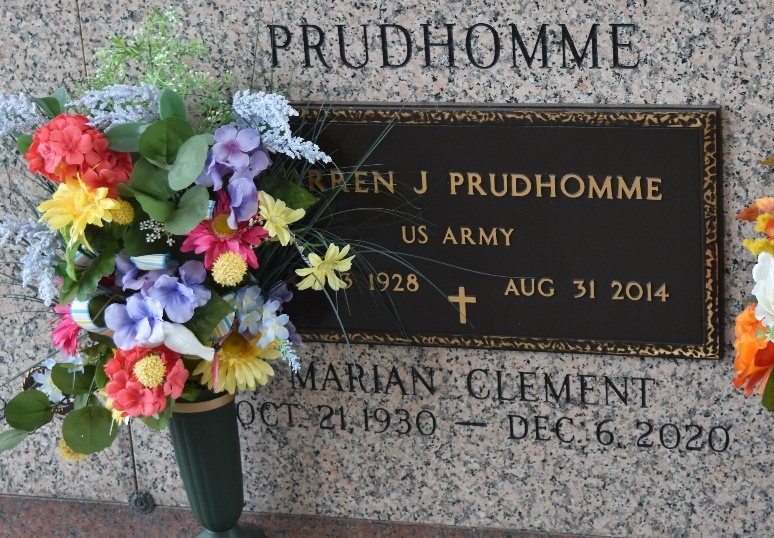 PRUDHOMME
RREN J PRUDHOMME
US ARMY
1928 AUG 31 2014
MARIAN CLEMENT
OCT. 21, 1930 — DEC. 6, 2020